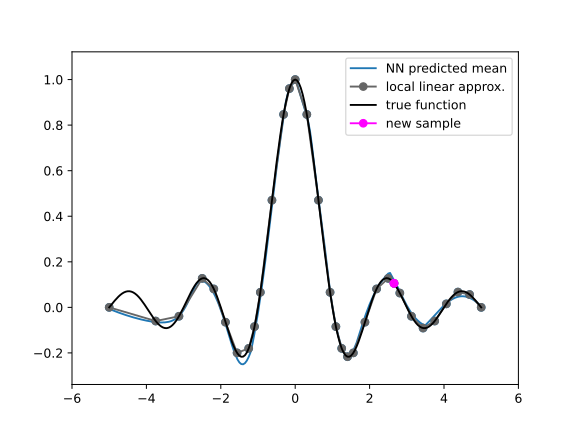 NN predicted mean
local linear approx.
true function
new sample
1.0
0.8
0.6
0.4
0.2
0.0
−0.2
−6 −4 −2 0 2 4 6